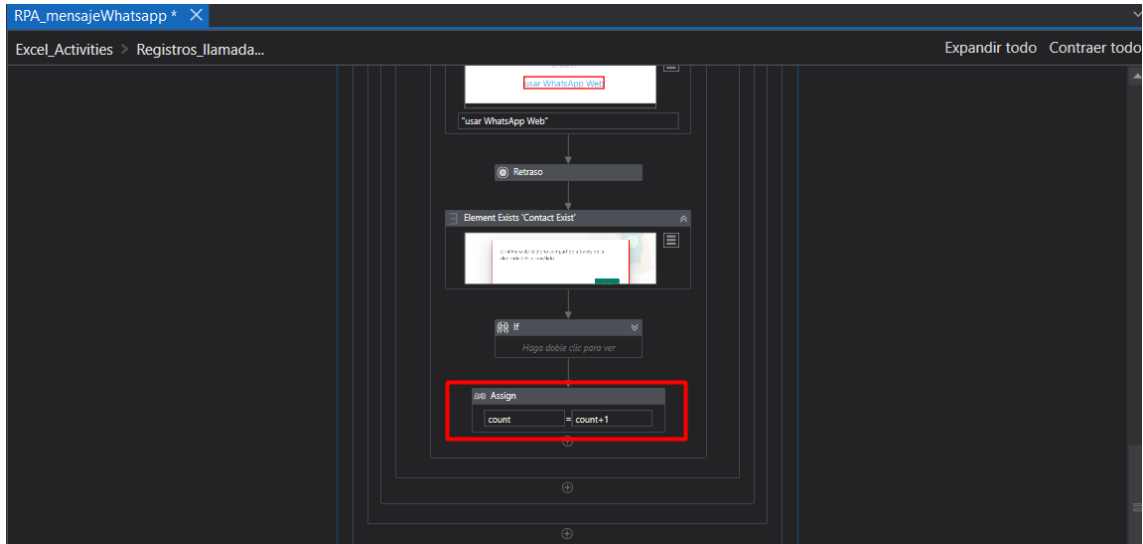 RPA_mensajeWhatsapp *
Excel_Activities > Registros_llamada...
Expandir todo Contraer todo
usar WhatsApp Web
"usar WhatsApp Web"
Retraso
Element Exists 'Contact Exist'
If
Haga doble clic para ver
Assign
count = count+1